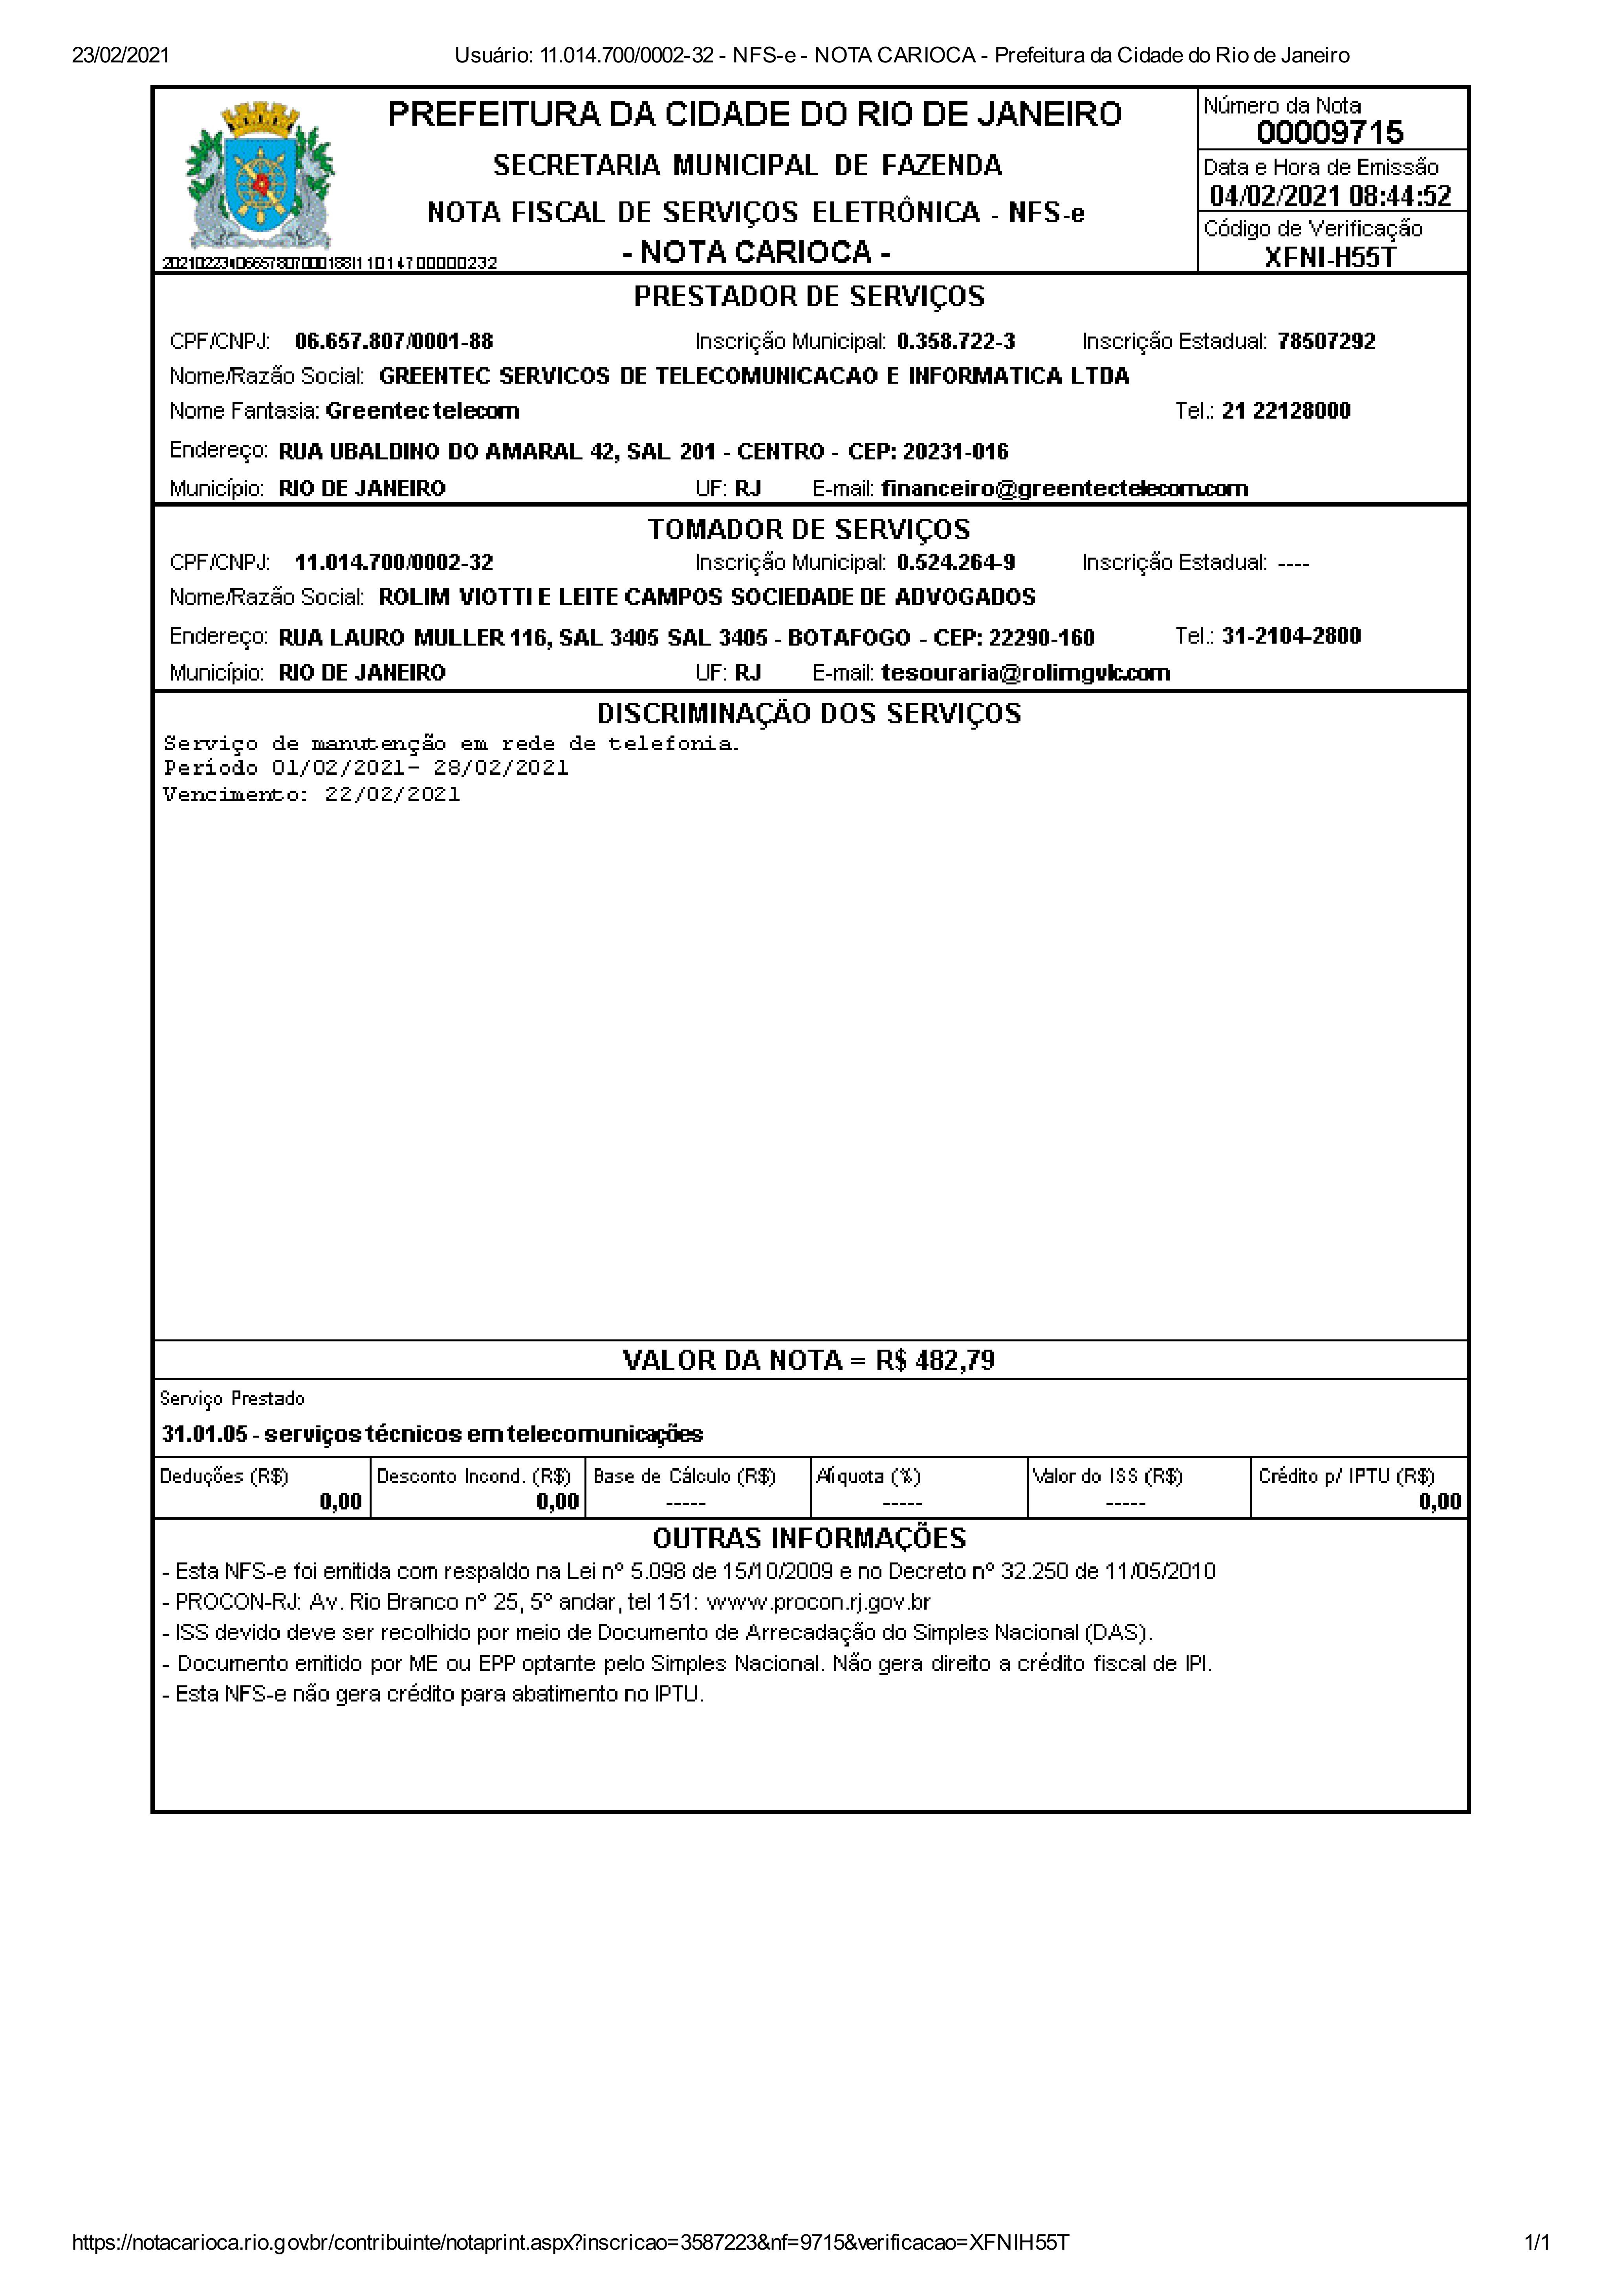 23/02/2021 Usuário: 11.014.700/0002-32 - NFS-e - NOTA CARIOCA - Prefeitura da Cidade do Rio de Janeiro
PREFEITURA DA CIDADE DO RIO DE JANEIRO
SECRETARIA MUNICIPAL DE FAZENDA
NOTA FISCAL DE SERVIÇOS ELETRÔNICA - NFS-e
- NOTA CARIOCA -
Número da Nota
00009715
Data e Hora de Emissão
04/02/2021 08:44:52
Código de Verificação
XFNI-H55T
PRESTADOR DE SERVIÇOS
CPF/CNPJ: 06.657.807/0001-88 Inscrição Municipal: 0.358.722-3 Inscrição Estadual: 78507292
Nome/Razão Social: GREENTEC SERVICOS DE TELECOMUNICACAO E INFORMATICA LTDA
Nome Fantasia: Greentec telecom Tel.: 21 22128000
Endereço: RUA UBALDINO DO AMARAL 42, SAL 201 - CENTRO - CEP: 20231-016
Município: RIO DE JANEIRO UF: RJ E-mail: financeiro@greentectelecom.com
TOMADOR DE SERVIÇOS
CPF/CNPJ: 11.014.700/0002-32 Inscrição Municipal: 0.524.264-9 Inscrição Estadual: ----
Nome/Razão Social: ROLIM VIOTTI E LEITE CAMPOS SOCIEDADE DE ADVOGADOS
Endereço: RUA LAURO MULLER 116, SAL 3405 SAL 3405 - BOTAFOGO - CEP: 22290-160 Tel.: 31-2104-2800
Município: RIO DE JANEIRO UF: RJ E-mail: tesouraria@rolimgvlc.com
DISCRIMINAÇÃO DOS SERVIÇOS
Serviço de manutenção em rede de telefonia.
Período 01/02/2021- 28/02/2021
Vencimento: 22/02/2021
VALOR DA NOTA = R$ 482,79
Serviço Prestado
31.01.05 - serviços técnicos em telecomunicações
Deduções (R$) Desconto Incond. (R$) Base de Cálculo (R$) Alíquota (%) Valor do ISS (R$) Crédito p/ IPTU (R$)
0,00 0,00 ----- ----- ----- 0,00
OUTRAS INFORMAÇÕES
- Esta NFS-e foi emitida com respaldo na Lei nº 5.098 de 15/10/2009 e no Decreto nº 32.250 de 11/05/2010
- PROCON-RJ: Av. Rio Branco nº 25, 5º andar, tel 151: www.procon.rj.gov.br
- ISS devido deve ser recolhido por meio de Documento de Arrecadação do Simples Nacional (DAS).
- Documento emitido por ME ou EPP optante pelo Simples Nacional. Não gera direito a crédito fiscal de IPI.
- Esta NFS-e não gera crédito para abatimento no IPTU.
https://notacarioca.rio.gov.br/contribuinte/notaprint.aspx?inscricao=3587223&nf=9715&verificacao=XFNIH55T 1/1